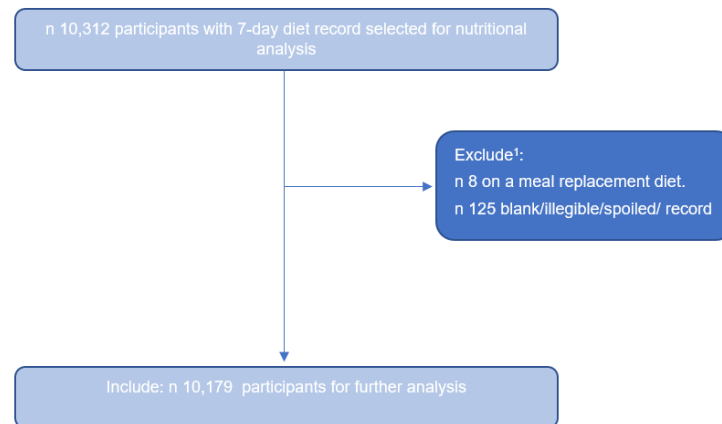 n 10,312 participants with 7-day diet record selected for nutritional
analysis
Exclude¹:
n 8 on a meal replacement diet.
n 125 blank/illegible/spoiled/ record
Include: n 10,179 participants for further analysis